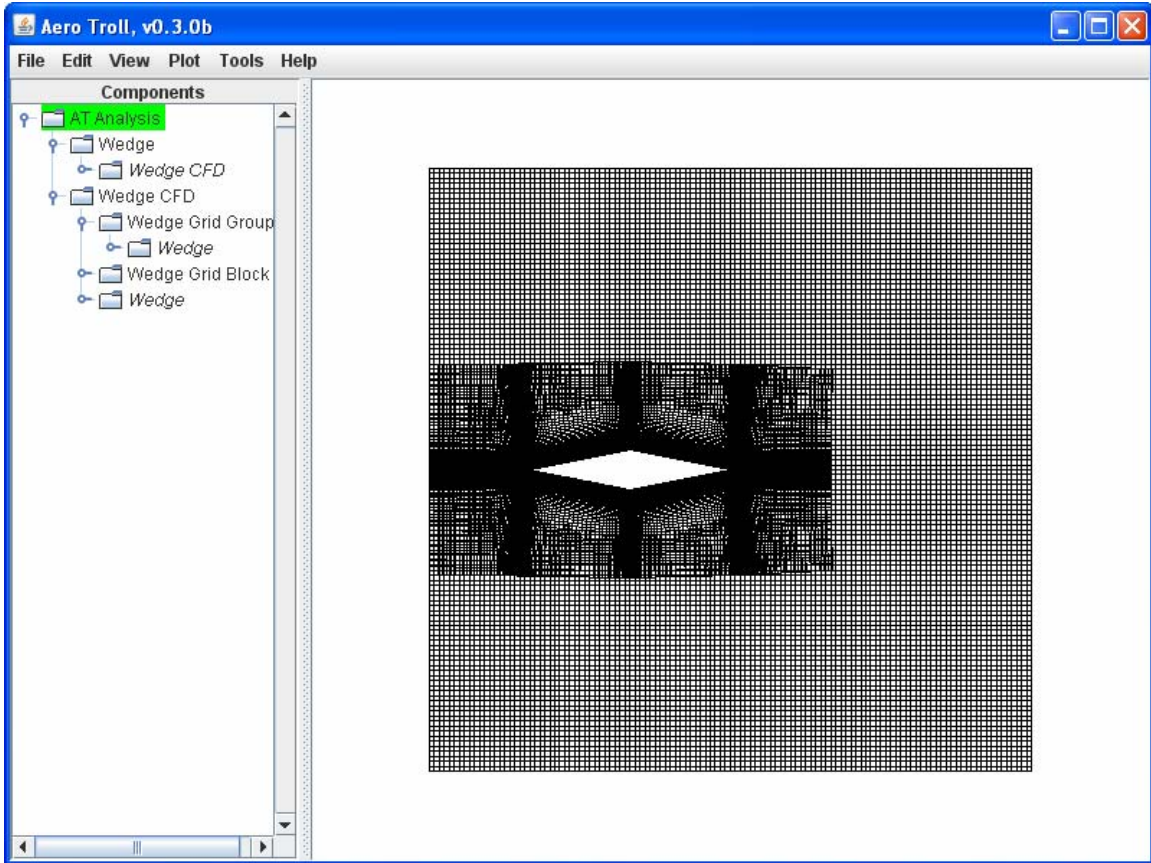 Aero Troll, v0.3.0b
File Edit View Plot Tools Help
Components
AT Analysis
Wedge
Wedge CFD
Wedge CFD
Wedge Grid Group
Wedge
Wedge Grid Block
Wedge